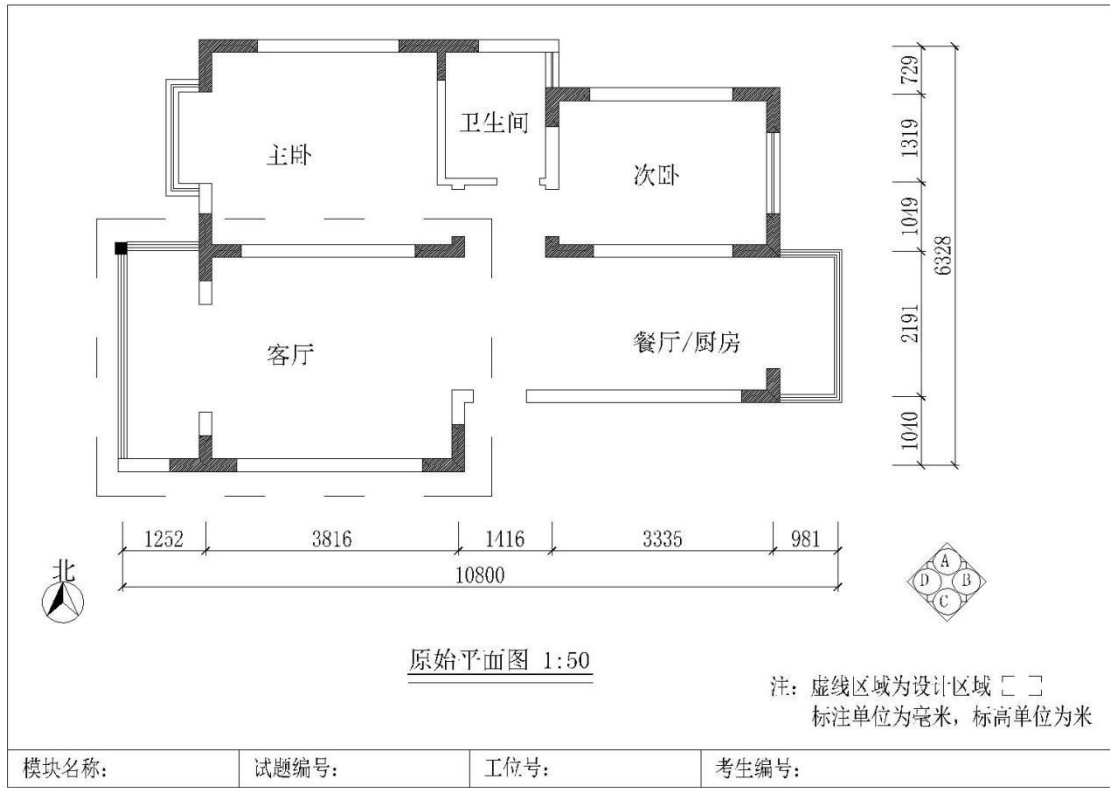 729
卫生间
主卧
次卧
1319
1049
6328
客厅
餐厅/厨房
2191
1040
1252
3816
1416
3335
981
10800
北
A
D
B
C
原始平面图 1:50
注: 虚线区域为设计区域
标注单位为毫米, 标高单位为米
模块名称: 试题编号: 工位号: 考生编号: